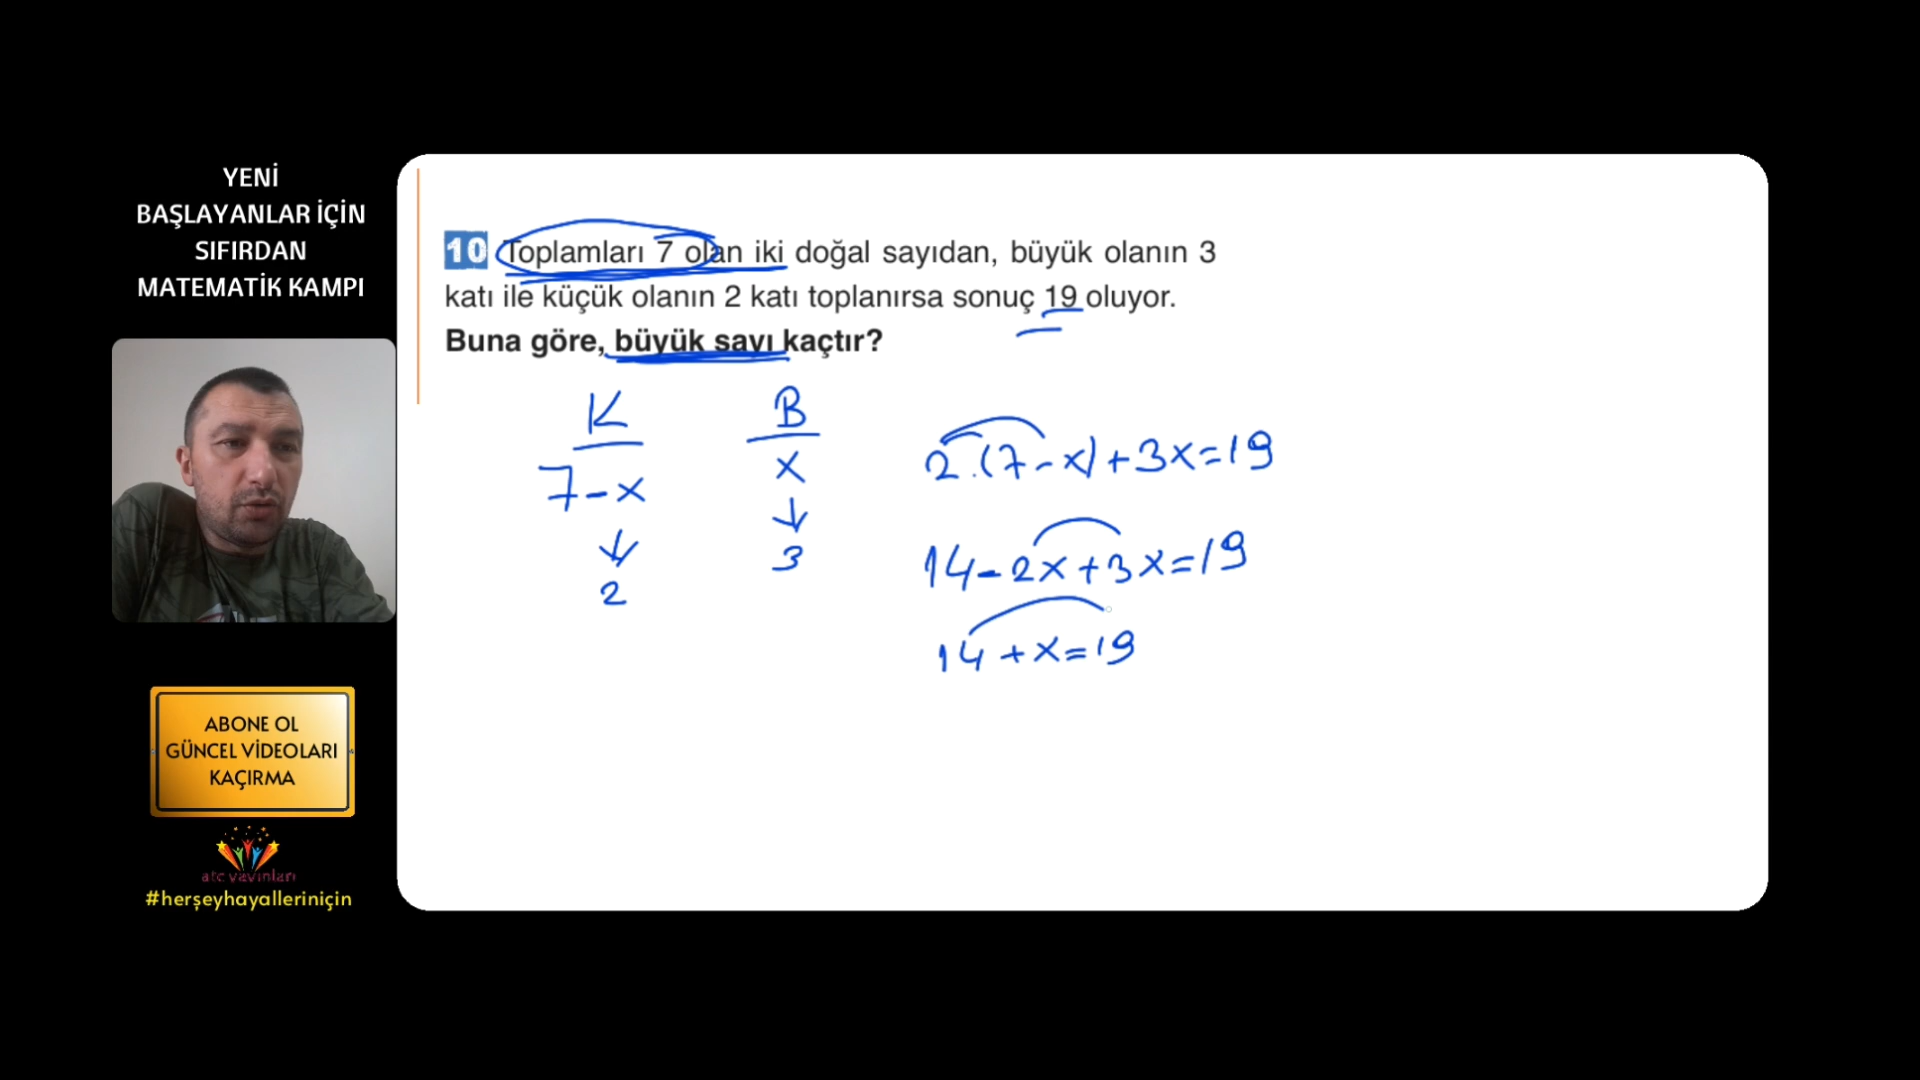 YENİ
BAŞLAYANLAR İÇİN
SIFIRDAN
MATEMATİK KAMPI
10 Toplamları 7 olan iki doğal sayıdan, büyük olanın 3
katı ile küçük olanın 2 katı toplanırsa sonuç 19 oluyor.
Buna göre, büyük sayı kaçtır?
K B
7-x x
2 3
2.(7-x)+3x=19
14-2x+3x=19
14+x=19
ABONE OL
GÜNCEL VİDEOLARI
KAÇIRMA
atc yayınları
#herşeyhayalleriniçin